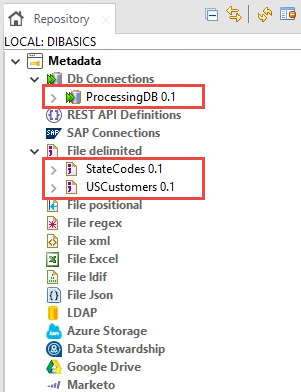 Repository
LOCAL: DIBASICS
Metadata
Db Connections
ProcessingDB 0.1
REST API Definitions
SAP Connections
File delimited
StateCodes 0.1
USCustomers 0.1
File positional
File regex
File xml
File Excel
File ldif
File Json
LDAP
Azure Storage
Data Stewardship
Google Drive
Marketo